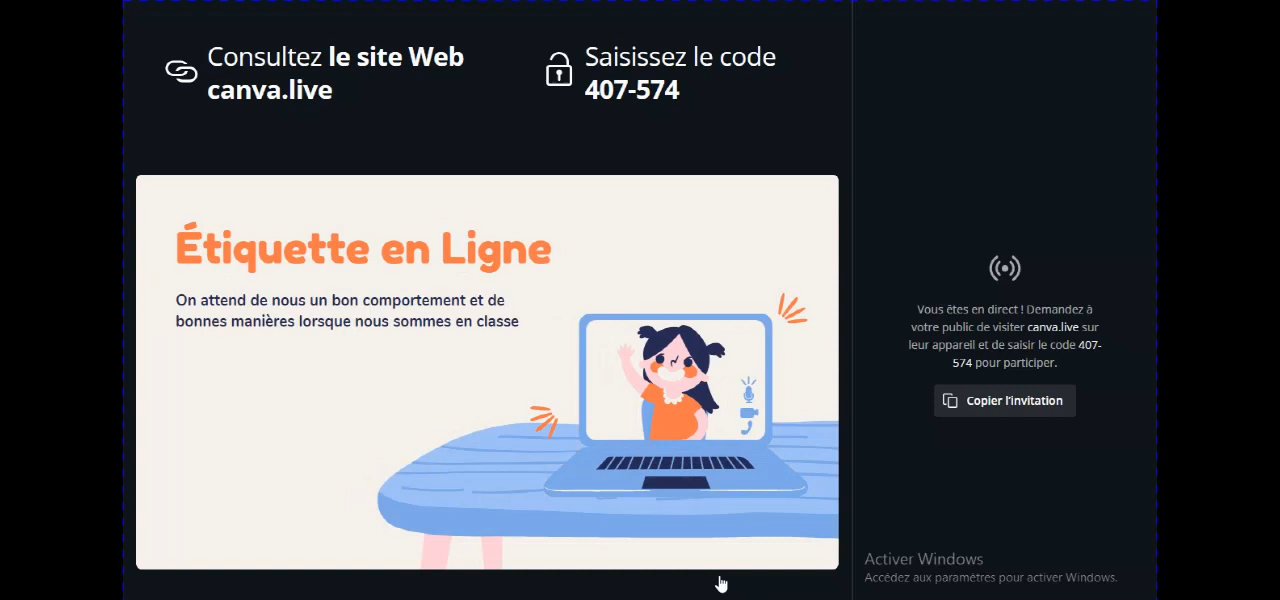 Consultez le site Web
canva.live
Saisissez le code
407-574
Étiquette en Ligne
On attend de nous un bon comportement et de
bonnes manières lorsque nous sommes en classe
Vous êtes en direct ! Demandez à
votre public de visiter canva.live sur
leur appareil et de saisir le code 407-
574 pour participer.
Copier l'invitation
Activer Windows
Accédez aux paramètres pour activer Windows.